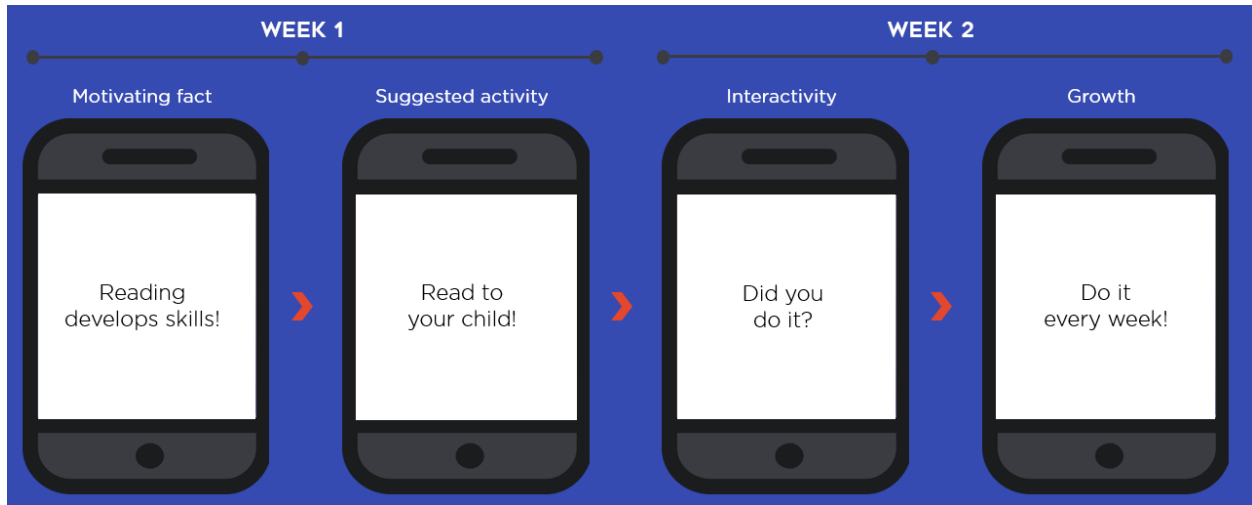 WEEK 1
WEEK 2
Motivating fact
Suggested activity
Interactivity
Growth
Reading
develops skills!
Read to
your child!
Did you
do it?
Do it
every week!